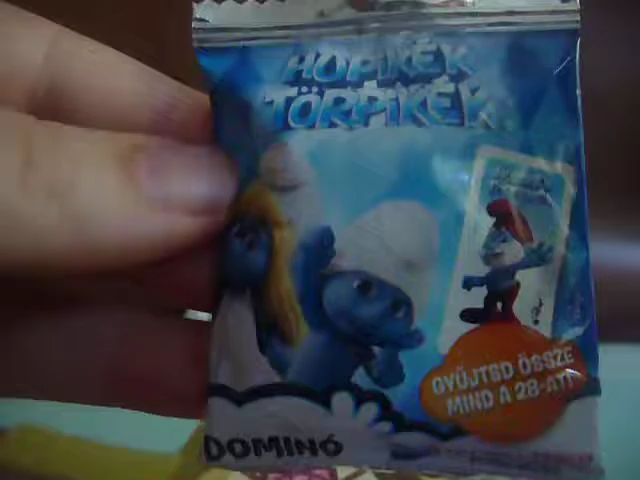 HUPIKÉK
TÖRPIKÉK
GYŰJTSD ÖSSZE
MIND A 28-AT!
DOMINÓ